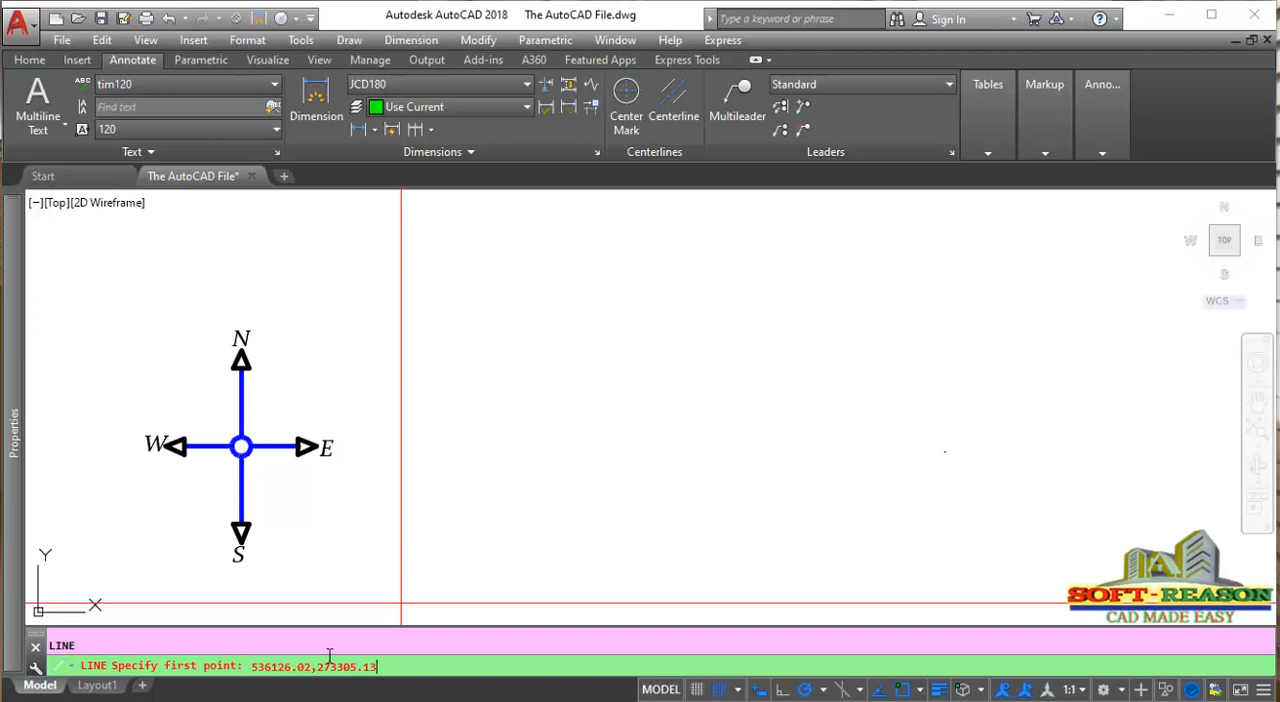 Autodesk AutoCAD 2018 The AutoCAD File.dwg
Type a keyword or phrase
Sign In
File Edit View Insert Format Tools Draw Dimension Modify Parametric Window Help Express
Home Insert Annotate Parametric Visualize View Manage Output Add-ins A360 Featured Apps Express Tools
A
Multiline
Text
ABC
tim120
Find text
120
Text
Dimension
JCD180
Use Current
Dimensions
Center
Mark
Centerline
Centerlines
Multileader
Standard
Leaders
Tables
Markup
Anno...
Start The AutoCAD File*
[−][Top][2D Wireframe]
N
W TOP E
S
WCS
N
W E
S
Y
X
Properties
SOFT-REASON
CAD MADE EASY
LINE
LINE Specify first point: 536126.02,273305.13
Model Layout1
MODEL
1:1